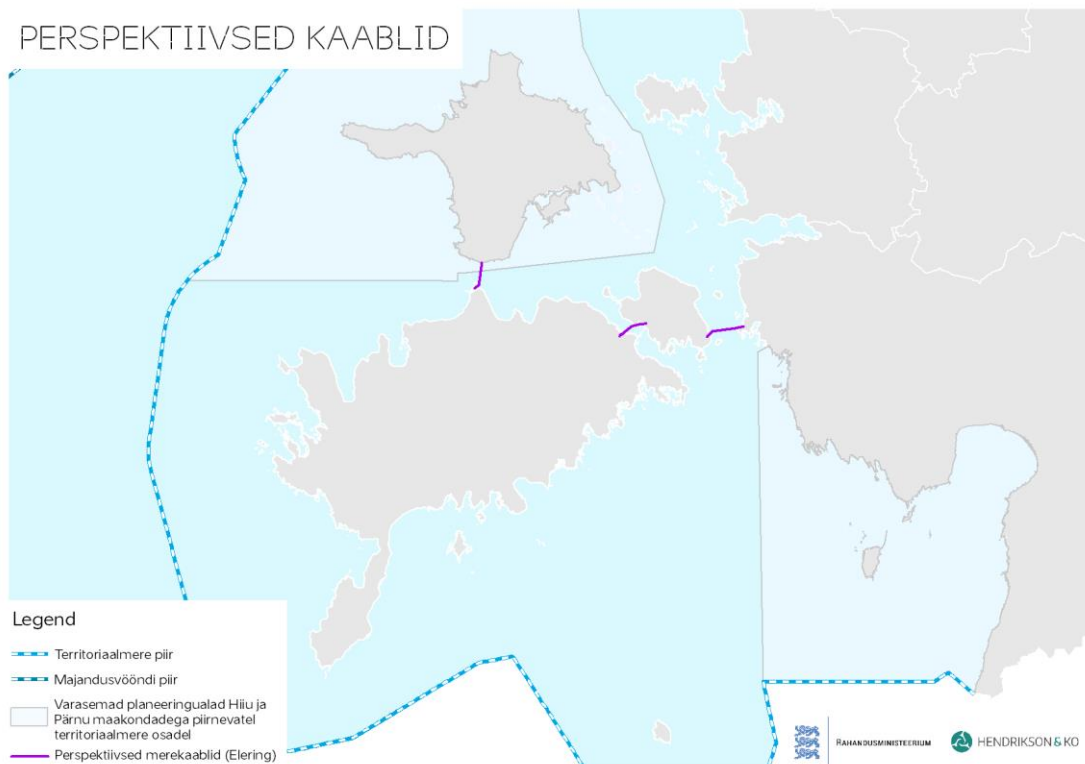 PERSPEKTIIVSED KAABLID
Legend
Territoriaalmere piir
Majandusvööndi piir
Varasemad planeeringualad Hiiu ja
Pärnu maakondadega piirnevatel
territoriaalmere osadel
Perspektiivsed merekaablid (Elering)
RAHANDUSMINISTEERIUM
HENDRIKSON & KO